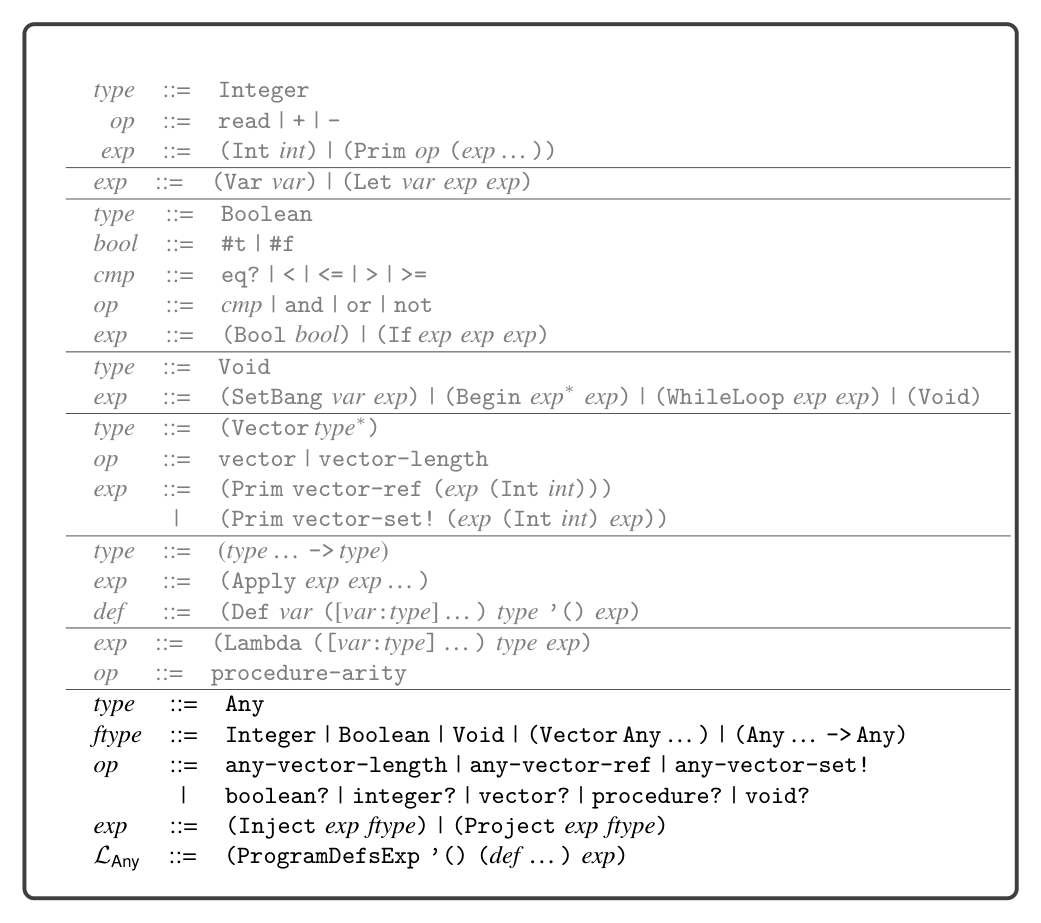 type ::= Integer
op ::= read | + | -
exp ::= (Int int) | (Prim op (exp ... ))
exp ::= (Var var) | (Let var exp exp)
type ::= Boolean
bool ::= #t | #f
cmp ::= eq? | < | <= | > | >=
op ::= cmp | and | or | not
exp ::= (Bool bool) | (If exp exp exp)
type ::= Void
exp ::= (SetBang var exp) | (Begin exp* exp) | (WhileLoop exp exp) | (Void)
type ::= (Vector type*)
op ::= vector | vector-length
exp ::= (Prim vector-ref (exp (Int int)))
| (Prim vector-set! (exp (Int int) exp))
type ::= (type ... -> type)
exp ::= (Apply exp exp ... )
def ::= (Def var ([var:type] ... ) type '() exp)
exp ::= (Lambda ([var:type] ... ) type exp)
op ::= procedure-arity
type ::= Any
ftype ::= Integer | Boolean | Void | (Vector Any ... ) | (Any ... -> Any)
op ::= any-vector-length | any-vector-ref | any-vector-set!
| boolean? | integer? | vector? | procedure? | void?
exp ::= (Inject exp ftype) | (Project exp ftype)
ℒAny ::= (ProgramDefsExp '() (def ... ) exp)